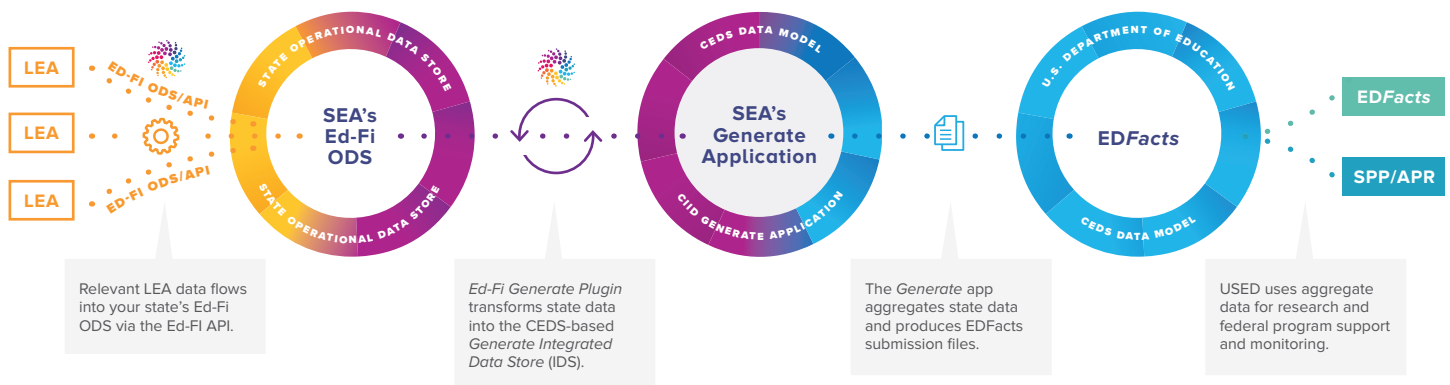 LEA
LEA
LEA
ED-FI ODS/API
ED-FI ODS/API
STATE OPERATIONAL DATA STORE
SEA's
Ed-Fi
ODS
STATE OPERATIONAL DATA STORE
CEDS DATA MODEL
SEA's
Generate
Application
CIID GENERATE APPLICATION
U.S. DEPARTMENT OF EDUCATION
EDFacts
CEDS DATA MODEL
EDFacts
SPP/APR
Relevant LEA data flows
into your state's Ed-Fi
ODS via the Ed-FI API.
Ed-Fi Generate Plugin
transforms state data
into the CEDS-based
Generate Integrated
Data Store (IDS).
The Generate app
aggregates state data
and produces EDFacts
submission files.
USED uses aggregate
data for research and
federal program support
and monitoring.